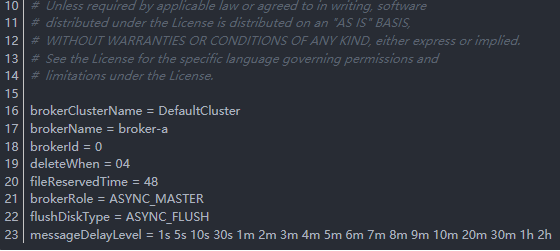 10 # Unless required by applicable law or agreed to in writing, software
11 # distributed under the License is distributed on an "AS IS" BASIS,
12 # WITHOUT WARRANTIES OR CONDITIONS OF ANY KIND, either express or implied.
13 # See the License for the specific language governing permissions and
14 # limitations under the License.
15
16 brokerClusterName = DefaultCluster
17 brokerName = broker-a
18 brokerId = 0
19 deleteWhen = 04
20 fileReservedTime = 48
21 brokerRole = ASYNC_MASTER
22 flushDiskType = ASYNC_FLUSH
23 messageDelayLevel = 1s 5s 10s 30s 1m 2m 3m 4m 5m 6m 7m 8m 9m 10m 20m 30m 1h 2h